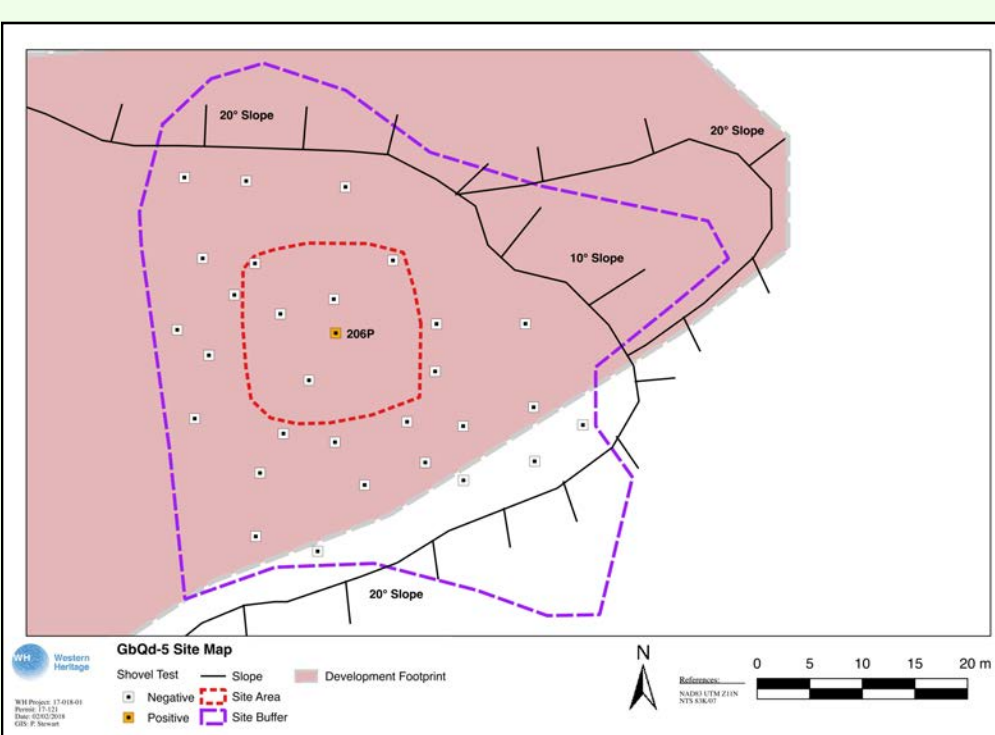 20° Slope
20° Slope
10° Slope
206P
20° Slope
WH Western
Heritage
WH Project: 17-018-01
Permit: 17-121
Date: 02/02/2018
GIS: P. Stewart
GbQd-5 Site Map
Shovel Test
Negative
Positive
Slope
Site Area
Site Buffer
Development Footprint
N
References:
NAD83 UTM Z11N
NTS 83K/07
0 5 10 15 20 m